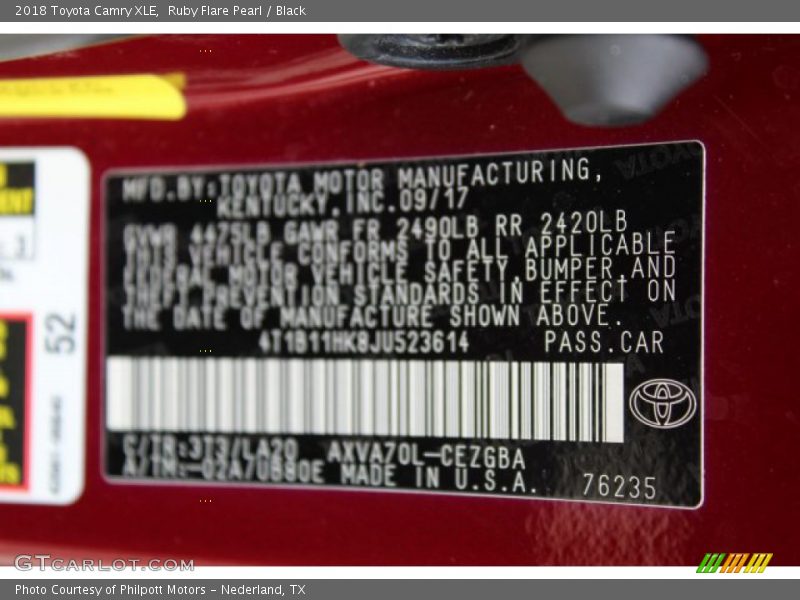 2018 Toyota Camry XLE, Ruby Flare Pearl / Black
MFD.BY:TOYOTA MOTOR MANUFACTURING,
KENTUCKY,INC.09/17
GVWR 4475LB GAWR FR 2490LB RR 2420LB
THIS VEHICLE CONFORMS TO ALL APPLICABLE
FEDERAL MOTOR VEHICLE SAFETY,BUMPER,AND
THEFT PREVENTION STANDARDS IN EFFECT ON
THE DATE OF MANUFACTURE SHOWN ABOVE.
4T1B11HK8JU523614 PASS.CAR
C/TR:3T3/LA20 AXVA70L-CEZGBA
A/TM:-02A/UB80E MADE IN U.S.A.
76235
52
GTCARLOT.COM
Photo Courtesy of Philpott Motors - Nederland, TX